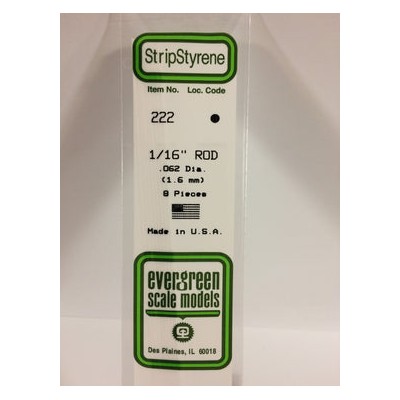 StripStyrene
Item No. Loc. Code
222
1/16" ROD
.062 Dia.
(1.6 mm)
8 Pieces
Made in U.S.A.
evergreen
scale models
Des Plaines, IL 60018